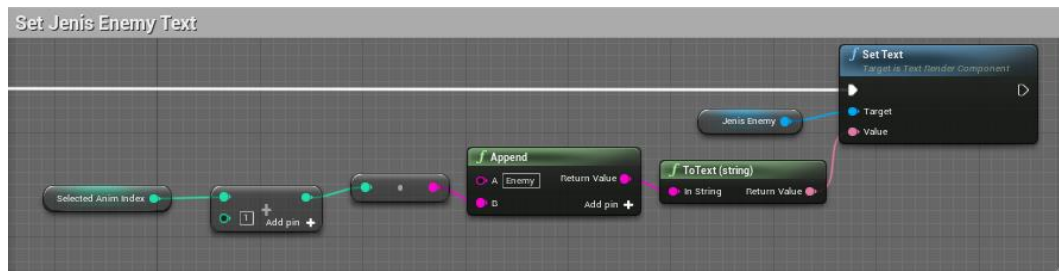 Set Jenis Enemy Text
Set Text
Target is Text Render Component
Jenis Enemy
Target
Value
Append
A Enemy Return Value
B Add pin +
ToText (string)
In String Return Value
Selected Anim Index
1 Add pin +